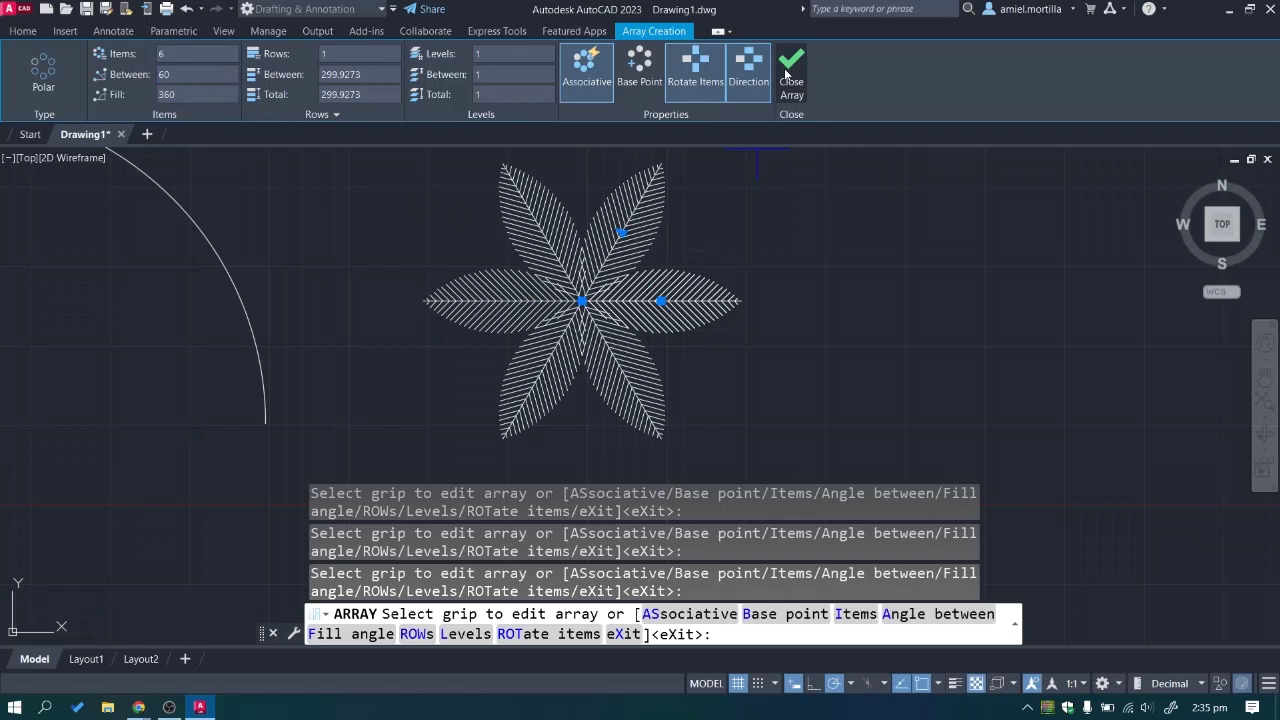 Drafting & Annotation
Share
Autodesk AutoCAD 2023 Drawing1.dwg
Type a keyword or phrase
amiel.mortilla
Home Insert Annotate Parametric View Manage Output Add-ins Collaborate Express Tools Featured Apps Array Creation
Items: 6 Rows: 1 Levels: 1
Between: 60 Between: 299.9273 Between: 1
Fill: 360 Total: 299.9273 Total: 1
Polar
Associative Base Point Rotate Items Direction Close
Array
Type Items Rows Levels Properties Close
Start Drawing1*
[−][Top][2D Wireframe]
N
W TOP E
S
WCS
Select grip to edit array or [ASsociative/Base point/Items/Angle between/Fill
angle/ROWs/Levels/ROTate items/eXit]<eXit>:
Select grip to edit array or [ASsociative/Base point/Items/Angle between/Fill
angle/ROWs/Levels/ROTate items/eXit]<eXit>:
Select grip to edit array or [ASsociative/Base point/Items/Angle between/Fill
angle/ROWs/Levels/ROTate items/eXit]<eXit>:
ARRAY Select grip to edit array or [ASsociative Base point Items Angle between
Fill angle ROWs Levels ROTate items eXit]<eXit>:
Y
X
Model Layout1 Layout2
MODEL 1:1 Decimal
2:35 pm